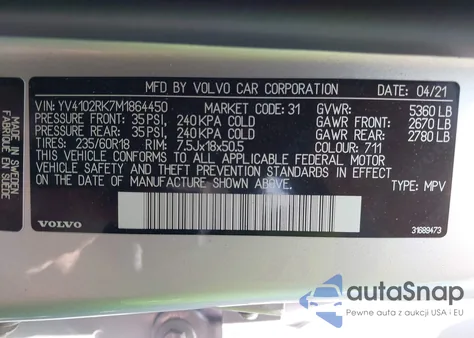 MFD BY VOLVO CAR CORPORATION DATE: 04/21
VIN: YV4102RK7M1864450 MARKET CODE: 31 GVWR: 5360 LB
PRESSURE FRONT: 35 PSI, 240 KPA COLD GAWR FRONT: 2670 LB
PRESSURE REAR: 35 PSI, 240 KPA COLD GAWR REAR: 2780 LB
TIRES: 235/60R18 RIM: 7,5Jx18x50,5 COLOUR: 711
THIS VEHICLE CONFORMS TO ALL APPLICABLE FEDERAL MOTOR
VEHICLE SAFETY AND THEFT PREVENTION STANDARDS IN EFFECT
ON THE DATE OF MANUFACTURE SHOWN ABOVE. TYPE: MPV
VOLVO
31689473
MADE IN SWEDEN
FABRIQUE EN SUÈDE
autoSnap
Pewne auta z dostawą z USA i EU